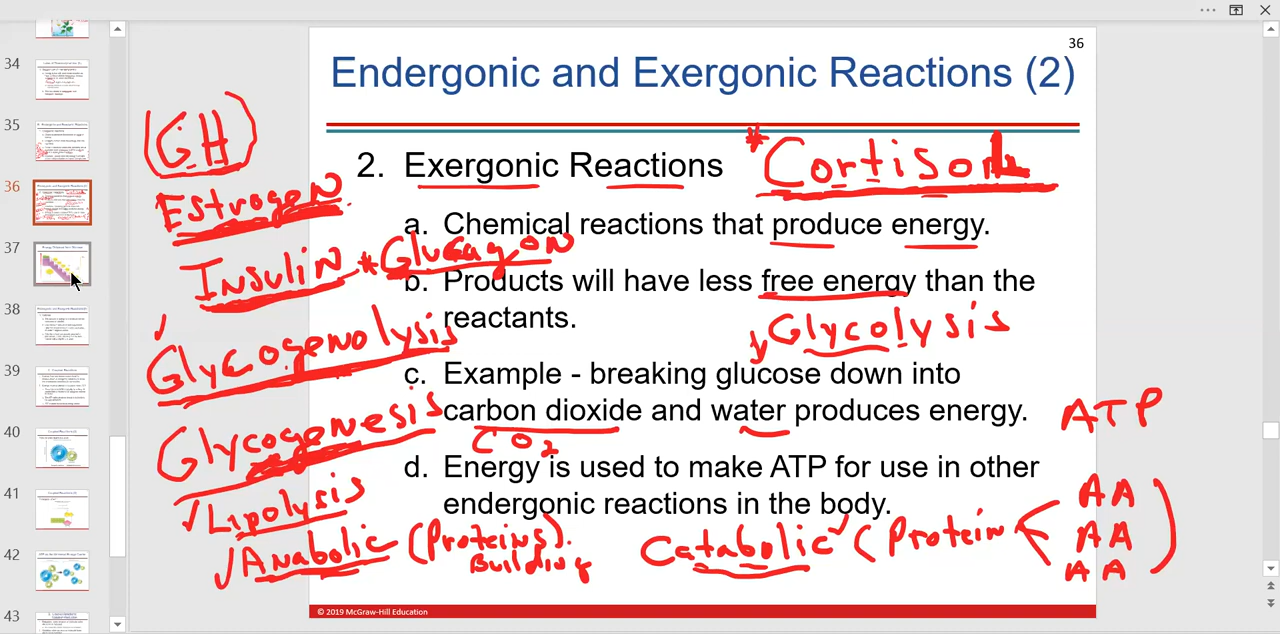 36
Endergonic and Exergonic Reactions (2)
(GH)
2. Exergonic Reactions
* Cortisol
Estrogen
a. Chemical reactions that produce energy.
Insulin * Glucagon
b. Products will have less free energy than the
reactants.
Glycolysis
Glycogenolysis
c. Example - breaking glucose down into
carbon dioxide and water produces energy.
ATP
CO2
Glycogenesis
d. Energy is used to make ATP for use in other
endergonic reactions in the body.
Lipolysis
Anabolic (Proteins).
Building
Catabolic (Protein < AA
AA
AA )
© 2019 McGraw-Hill Education
34
35
36
37
38
39
40
41
42
43